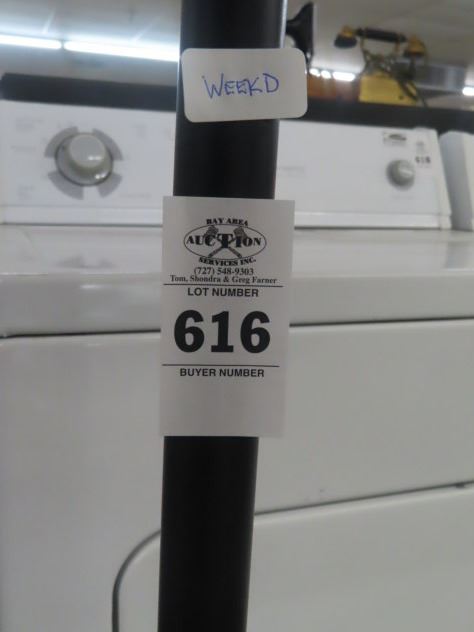 WEEKD
BAY AREA
AUCTION
SERVICES INC.
(727) 548-9303
Tom, Shondra & Greg Farner
LOT NUMBER
616
BUYER NUMBER